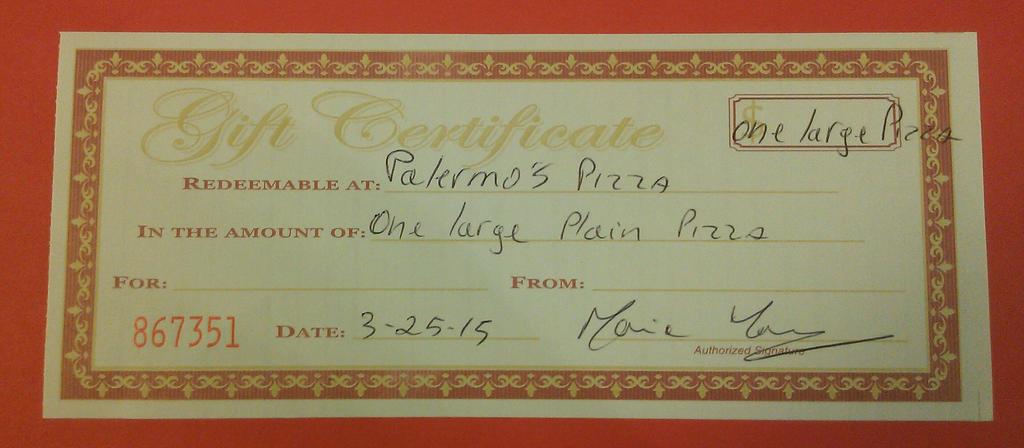 Gift Certificate
$ one large Pizza
REDEEMABLE AT: Palermo's Pizza
IN THE AMOUNT OF: One large Plain Pizza
FOR: FROM:
867351 DATE: 3-25-15
Authorized Signature